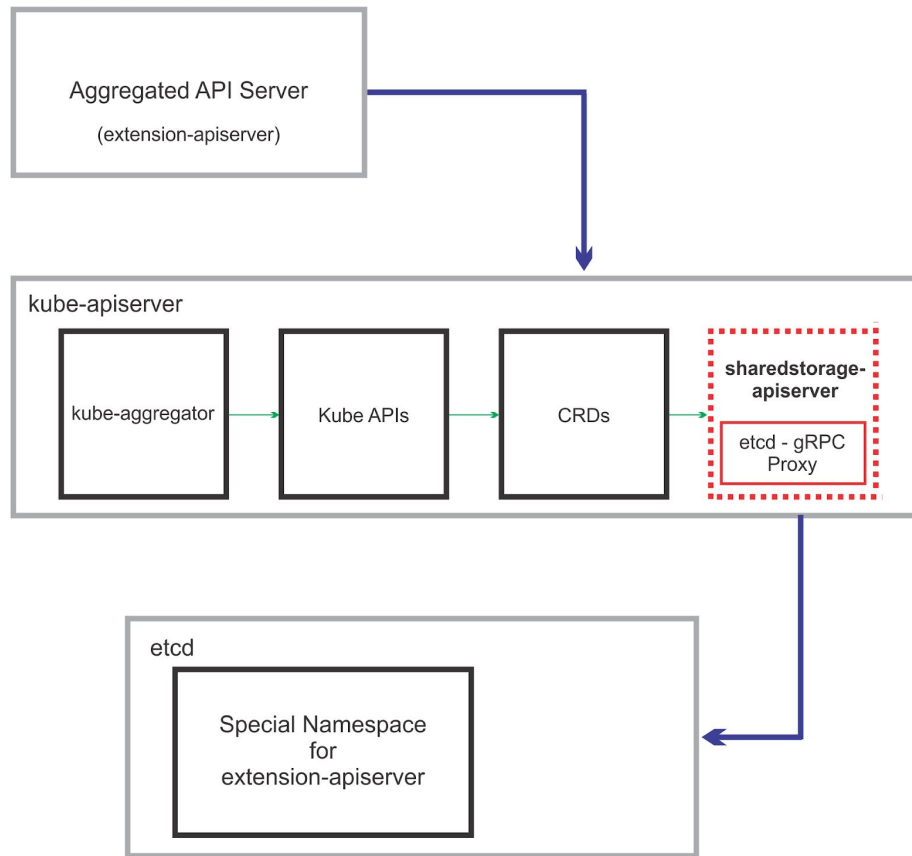 Aggregated API Server
(extension-apiserver)
kube-apiserver
kube-aggregator
Kube APIs
CRDs
sharedstorage-
apiserver
etcd - gRPC
Proxy
etcd
Special Namespace
for
extension-apiserver